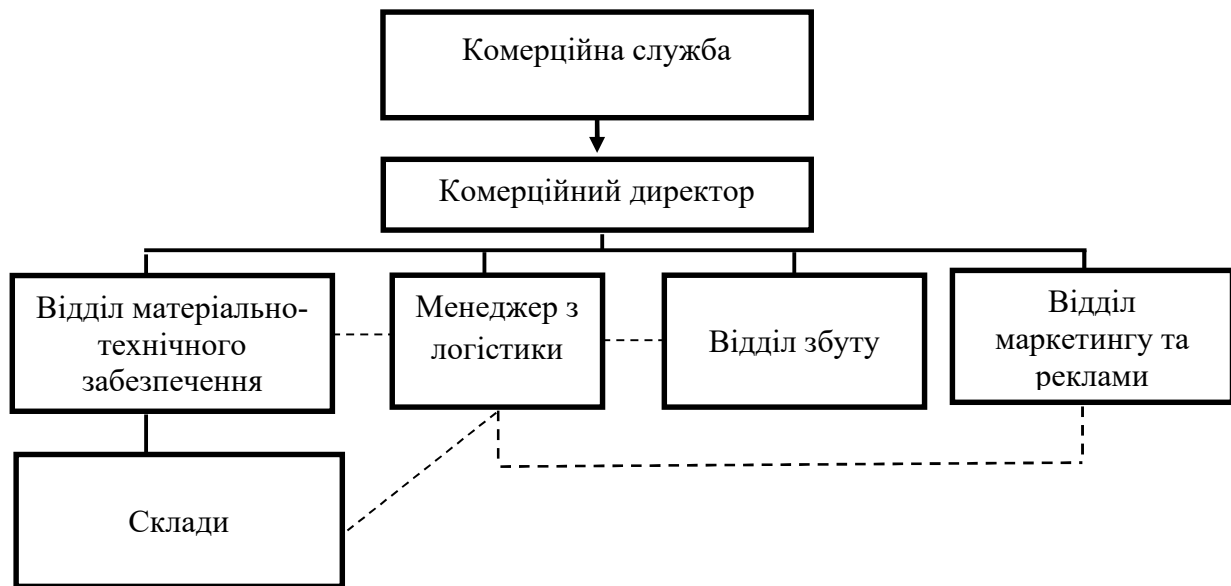 Комерційна служба
Комерційний директор
Відділ матеріально-
технічного
забезпечення
Менеджер з
логістики
Відділ збуту
Відділ
маркетингу та
реклами
Склади